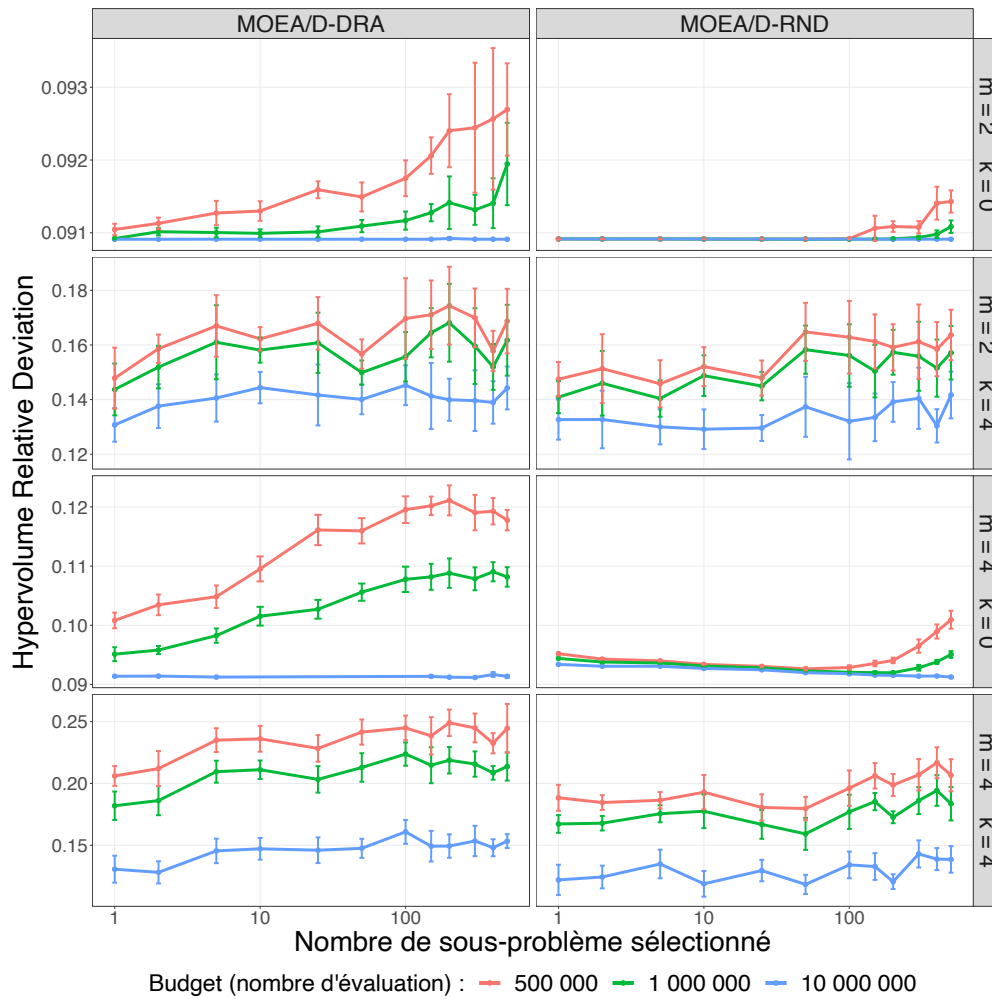 MOEA/D-DRA
MOEA/D-RND
0.093
0.092
0.091
m = 2 k = 0
0.18
0.16
0.14
0.12
m = 2 k = 4
0.12
0.11
0.10
0.09
m = 4 k = 0
0.25
0.20
0.15
m = 4 k = 4
Hypervolume Relative Deviation
1 10 100
1 10 100
Nombre de sous-problème sélectionné
Budget (nombre d'évaluation) : 500 000 1 000 000 10 000 000